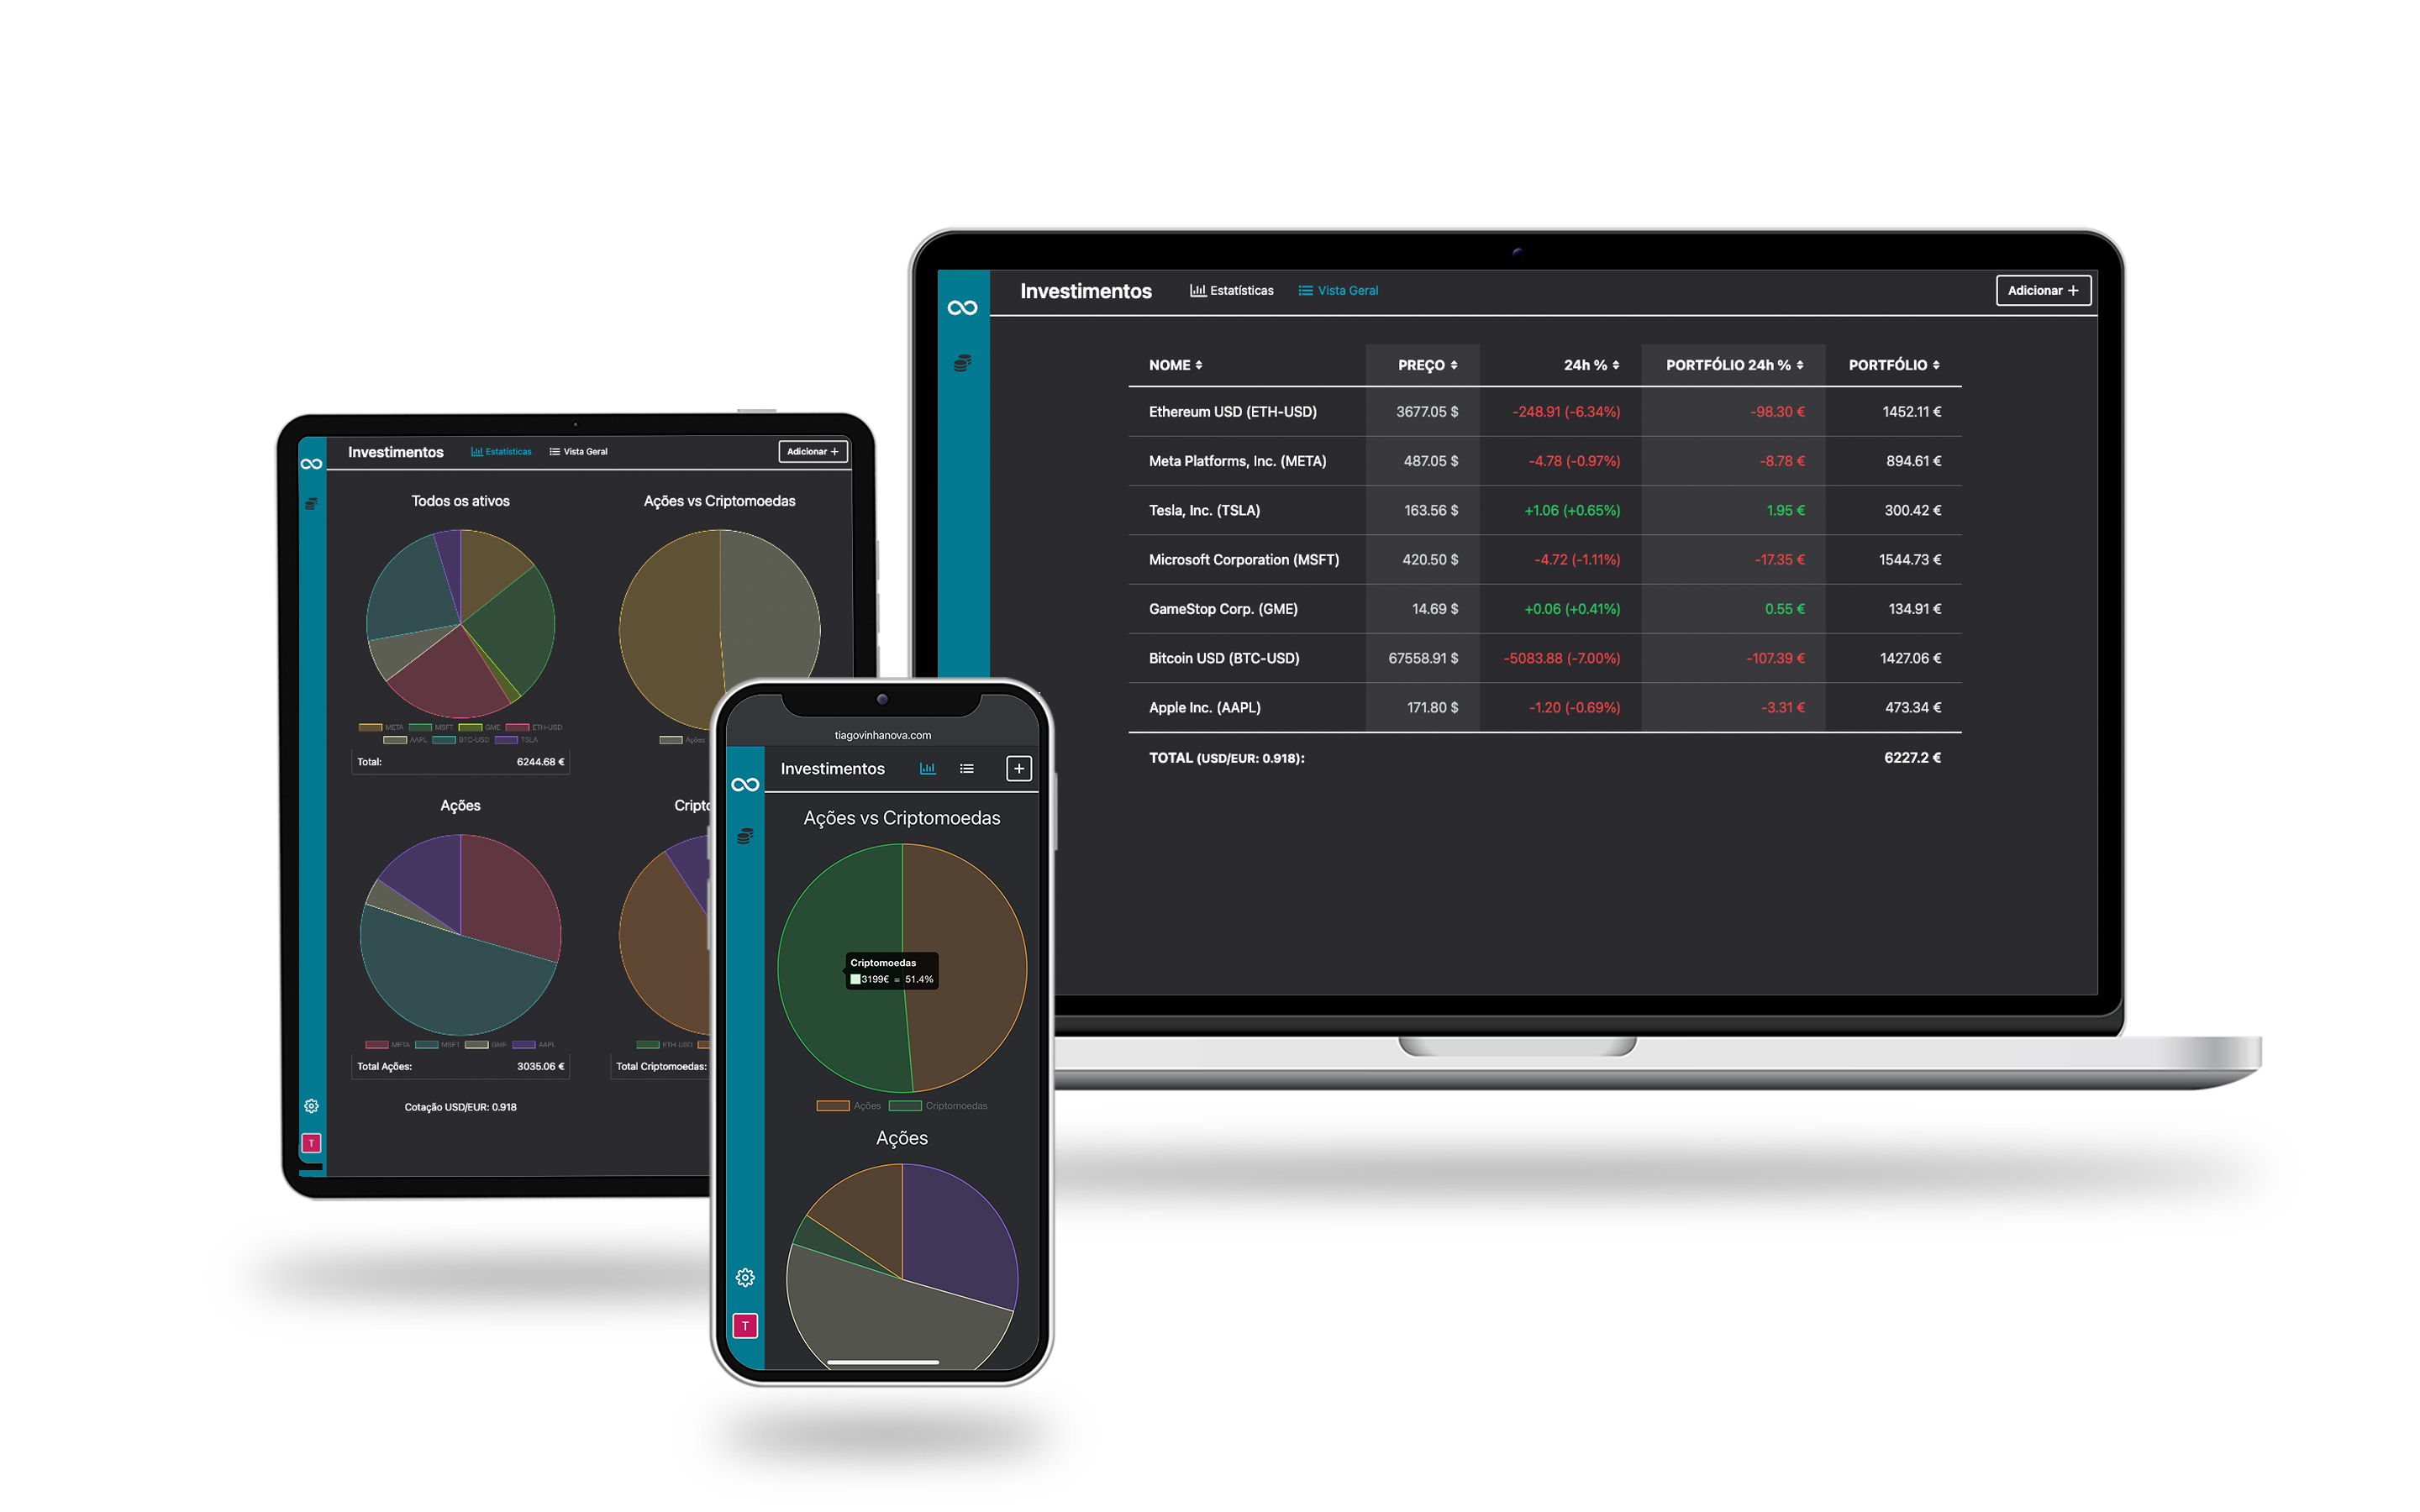 Investimentos Estatísticas Vista Geral Adicionar +
NOME PREÇO 24h % PORTFÓLIO 24h % PORTFÓLIO
Ethereum USD (ETH-USD) 3677.05 $ -248.91 (-6.34%) -98.30 € 1452.11 €
Meta Platforms, Inc. (META) 487.05 $ -4.78 (-0.97%) -8.78 € 894.61 €
Tesla, Inc. (TSLA) 163.56 $ +1.06 (+0.65%) 1.95 € 300.42 €
Microsoft Corporation (MSFT) 420.50 $ -4.72 (-1.11%) -17.35 € 1544.73 €
GameStop Corp. (GME) 14.69 $ +0.06 (+0.41%) 0.55 € 134.91 €
Bitcoin USD (BTC-USD) 67558.91 $ -5083.88 (-7.00%) -107.39 € 1427.06 €
Apple Inc. (AAPL) 171.80 $ -1.20 (-0.69%) -3.31 € 473.34 €
TOTAL (USD/EUR: 0.918): 6227.2 €
Investimentos Estatísticas Vista Geral Adicionar +
Todos os ativos Ações vs Criptomoedas
META MSFT GME ETH-USD
AAPL BTC-USD TSLA Ações
Total: 6244.68 €
Ações
META MSFT GME AAPL ETH-USD
Total Ações: 3035.06 € Total Criptomoedas:
Cotação USD/EUR: 0.918
T
tiagovinhanova.com
Investimentos +
Ações vs Criptomoedas
Criptomoedas
3199€ = 51.4%
Ações Criptomoedas
Ações
T